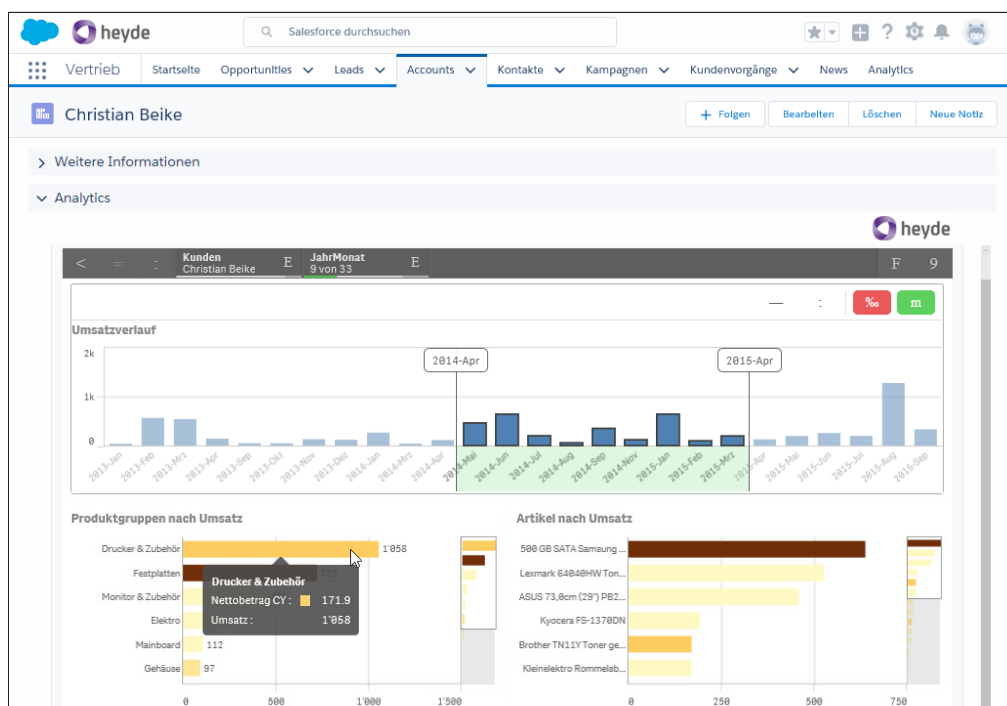 heyde
Salesforce durchsuchen
Vertrieb
Startseite
Opportunities
Leads
Accounts
Kontakte
Kampagnen
Kundenvorgänge
News
Analytics
Christian Beike
+ Folgen
Bearbeiten
Löschen
Neue Notiz
Weitere Informationen
Analytics
heyde
< = :
Kunden
Christian Beike
E
JahrMonat
9 von 33
E
F 9
— : ‰ m
Umsatzverlauf
2k
2014-Apr
2015-Apr
1k
0
2013-Jan 2013-Feb 2013-Mrz 2013-Apr 2013-Sep 2013-Okt 2013-Nov 2013-Dez 2014-Jan 2014-Mrz 2014-Apr 2014-Mai 2014-Jun 2014-Jul 2014-Aug 2014-Sep 2014-Nov 2015-Jan 2015-Feb 2015-Mrz 2015-Apr 2015-Mai 2015-Jun 2015-Jul 2015-Aug 2015-Sep
Produktgruppen nach Umsatz
Drucker & Zubehör 1'058
Festplatten
Monitor & Zubehör
Elektro
Mainboard 112
Gehäuse 97
0 500 1'000 1'500
Drucker & Zubehör
Nettobetrag CY : 171.9
Umsatz : 1'058
Artikel nach Umsatz
500 GB SATA Samsung ...
Lexmark 64040HW Ton...
ASUS 73,0cm (29") PB2...
Kyocera FS-1370DN
Brother TN11Y Toner ge...
Kleinelektro Rommelsb...
0 250 500 750